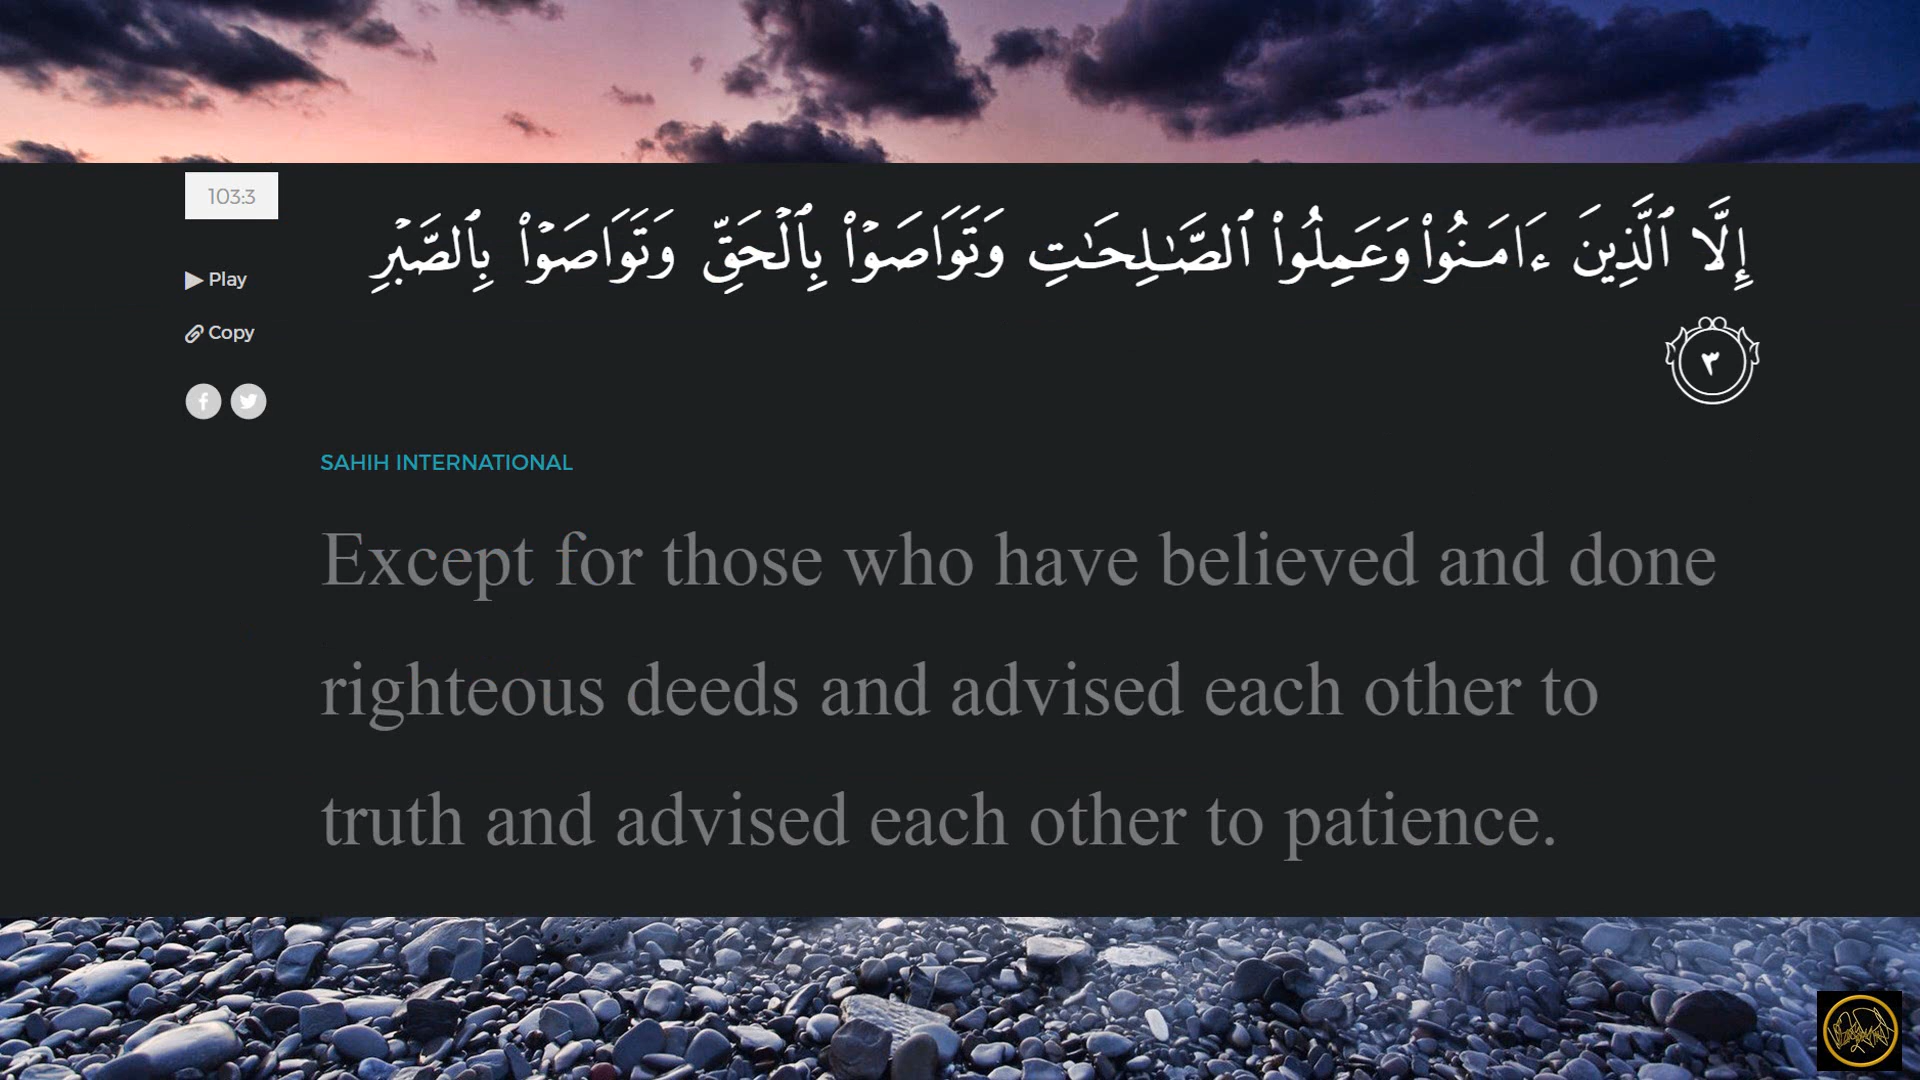 103:3
إِلَّا ٱلَّذِينَ ءَامَنُوا۟ وَعَمِلُوا۟ ٱلصَّـٰلِحَـٰتِ وَتَوَاصَوْا۟ بِٱلْحَقِّ وَتَوَاصَوْا۟ بِٱلصَّبْرِ
٣
Play
Copy
SAHIH INTERNATIONAL
Except for those who have believed and done
righteous deeds and advised each other to
truth and advised each other to patience.